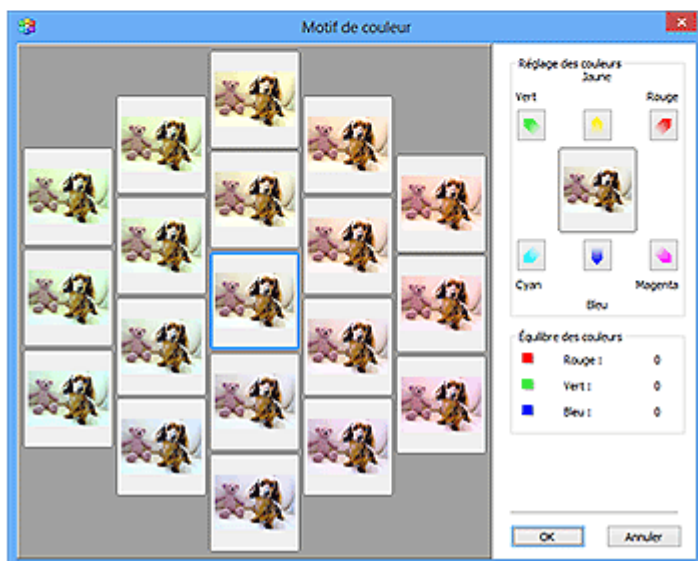 Motif de couleur
Réglage des couleurs
Jaune
Vert
Rouge
Cyan
Magenta
Bleu
Équilibre des couleurs
Rouge : 0
Vert : 0
Bleu : 0
OK
Annuler